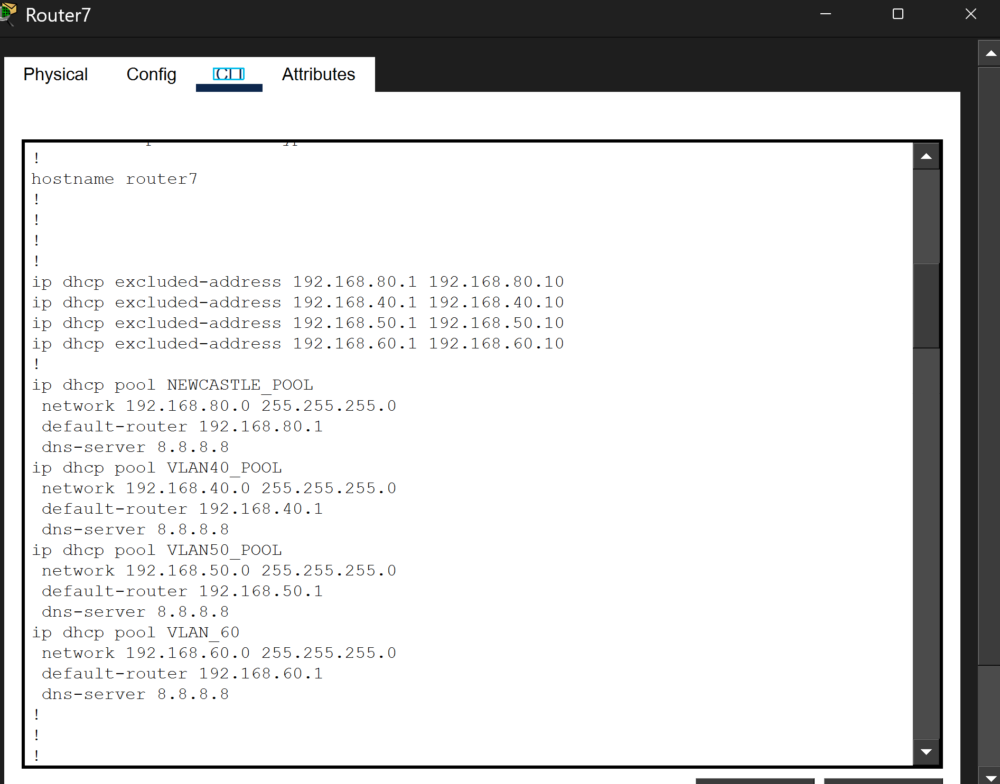 Router7
Physical Config CLI Attributes
!
hostname router7
!
!
!
!
ip dhcp excluded-address 192.168.80.1 192.168.80.10
ip dhcp excluded-address 192.168.40.1 192.168.40.10
ip dhcp excluded-address 192.168.50.1 192.168.50.10
ip dhcp excluded-address 192.168.60.1 192.168.60.10
!
ip dhcp pool NEWCASTLE_POOL
 network 192.168.80.0 255.255.255.0
 default-router 192.168.80.1
 dns-server 8.8.8.8
ip dhcp pool VLAN40_POOL
 network 192.168.40.0 255.255.255.0
 default-router 192.168.40.1
 dns-server 8.8.8.8
ip dhcp pool VLAN50_POOL
 network 192.168.50.0 255.255.255.0
 default-router 192.168.50.1
 dns-server 8.8.8.8
ip dhcp pool VLAN_60
 network 192.168.60.0 255.255.255.0
 default-router 192.168.60.1
 dns-server 8.8.8.8
!
!
!